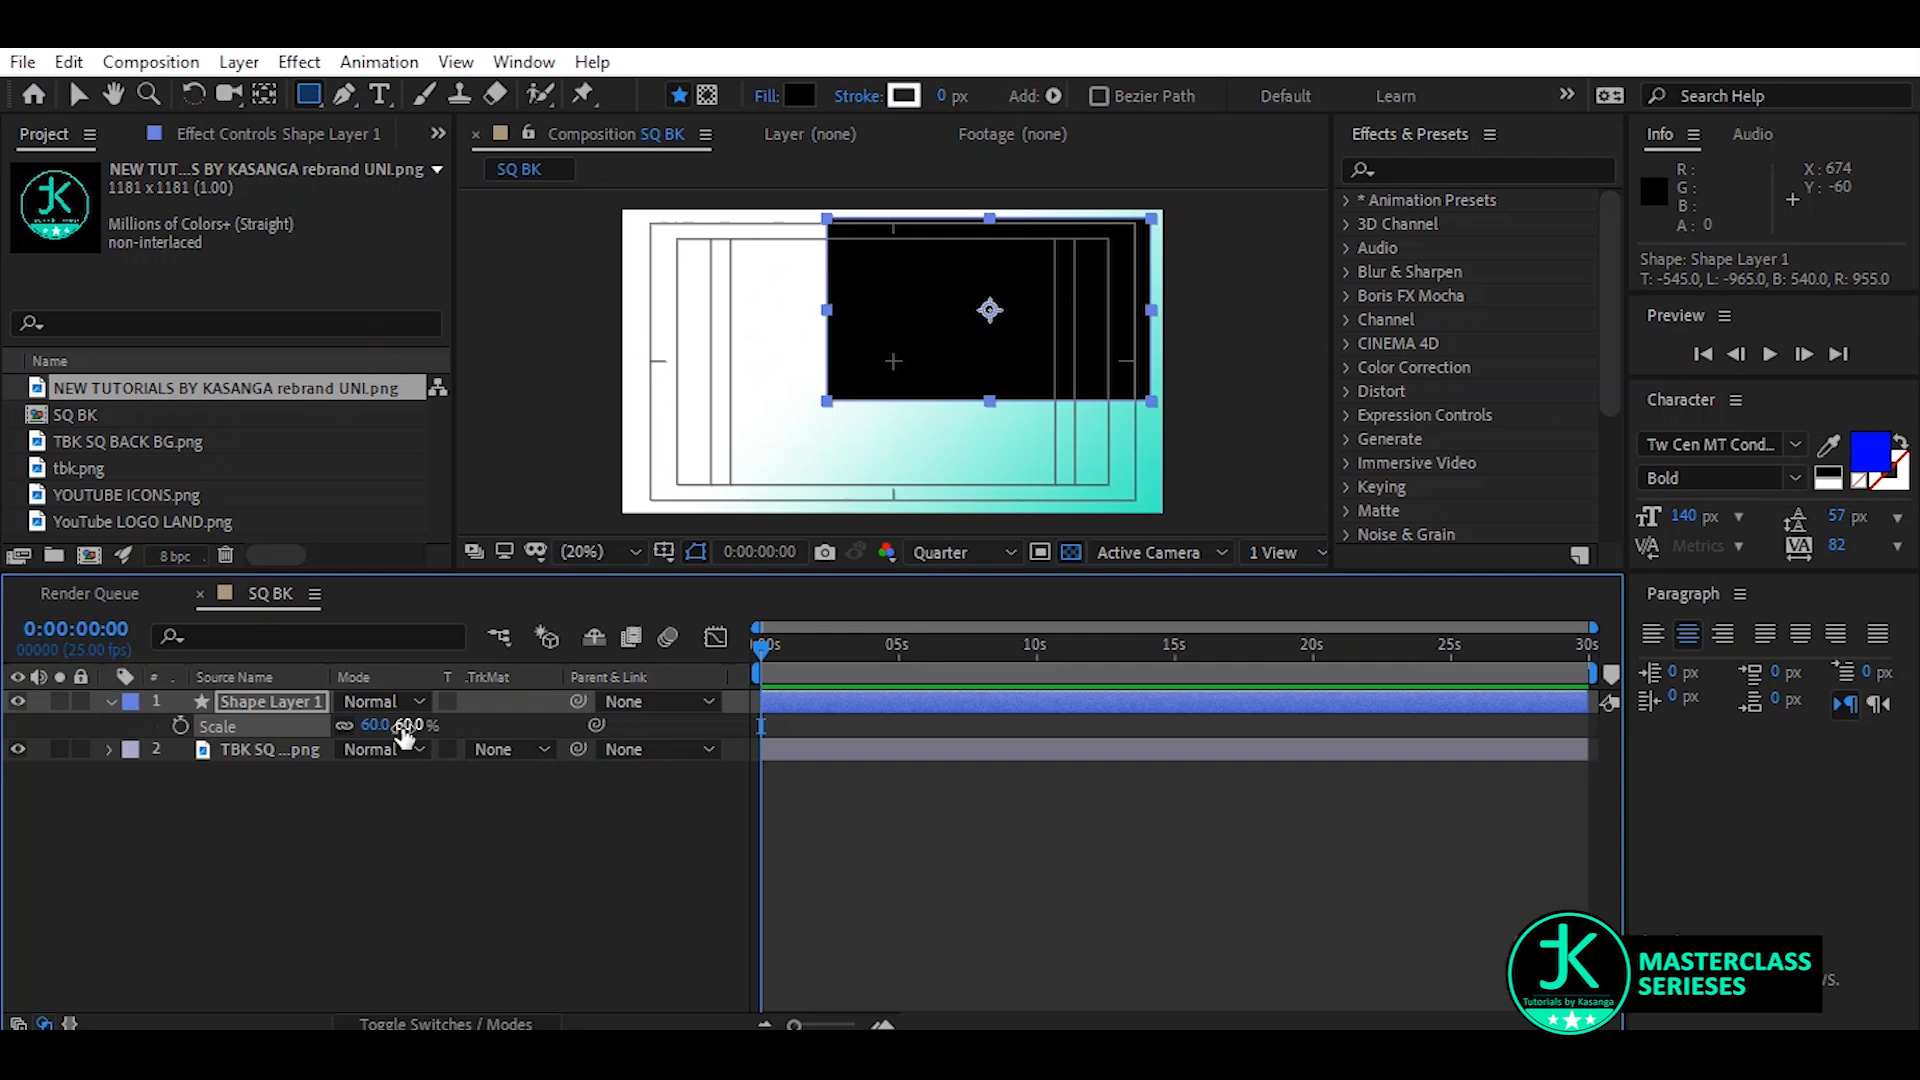 File Edit Composition Layer Effect Animation View Window Help
Fill: Stroke: 0 px Add: Bezier Path Default Learn Search Help
Project Effect Controls Shape Layer 1 Composition SQ BK Layer (none) Footage (none) Effects & Presets Info Audio
NEW TUT...S BY KASANGA rebrand UNI.png
1181 x 1181 (1.00)
Millions of Colors+ (Straight)
non-interlaced
SQ BK
* Animation Presets
3D Channel
Audio
Blur & Sharpen
Boris FX Mocha
Channel
CINEMA 4D
Color Correction
Distort
Expression Controls
Generate
Immersive Video
Keying
Matte
Noise & Grain
R:
G:
B:
A: 0
X: 674
Y: -60
Shape: Shape Layer 1
T: -545.0, L: -965.0, B: 540.0, R: 955.0
Preview
Character
Tw Cen MT Cond...
Bold
140 px 57 px
Metrics 82
Name
NEW TUTORIALS BY KASANGA rebrand UNI.png
SQ BK
TBK SQ BACK BG.png
tbk.png
YOUTUBE ICONS.png
YouTube LOGO LAND.png
8 bpc
(20%) 0:00:00:00 Quarter Active Camera 1 View
Render Queue SQ BK
0:00:00:00
00000 (25.00 fps)
00s 05s 10s 15s 20s 25s 30s
# . Source Name Mode T .TrkMat Parent & Link
1 Shape Layer 1 Normal None
Scale 60.0, 60.0 %
2 TBK SQ ...png Normal None None
Toggle Switches / Modes
Paragraph
0 px 0 px 0 px
0 px 0 px
JK
Tutorials by Kasanga
MASTERCLASS
SERIESES